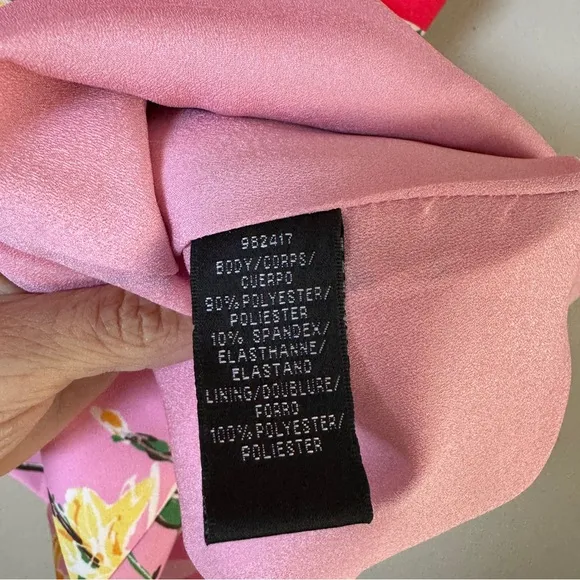 982417
BODY/CORPS/
CUERPO
90% POLYESTER/
POLIESTER
10% SPANDEX/
ELASTHANNE/
ELASTANO
LINING/DOUBLURE/
FORRO
100% POLYESTER/
POLIESTER